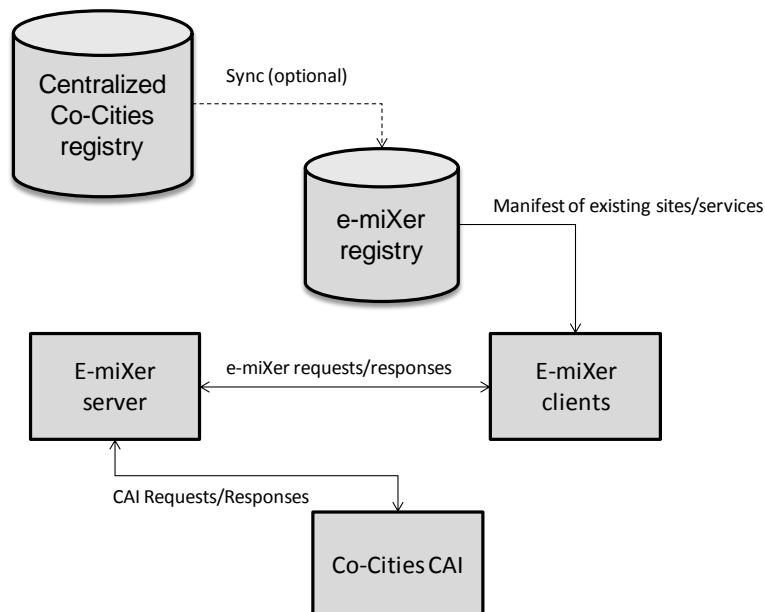 Centralized
Co-Cities
registry
Sync (optional)
e-miXer
registry
Manifest of existing sites/services
E-miXer
server
e-miXer requests/responses
E-miXer
clients
CAI Requests/Responses
Co-Cities CAI